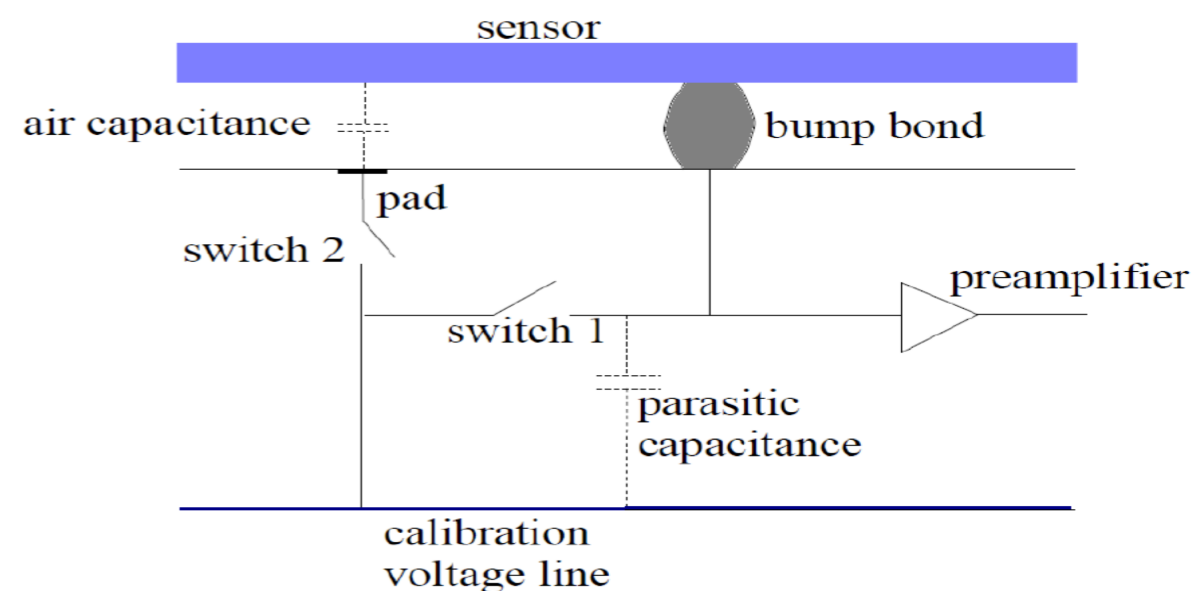 sensor
air capacitance
bump bond
pad
switch 2
preamplifier
switch 1
parasitic
capacitance
calibration
voltage line